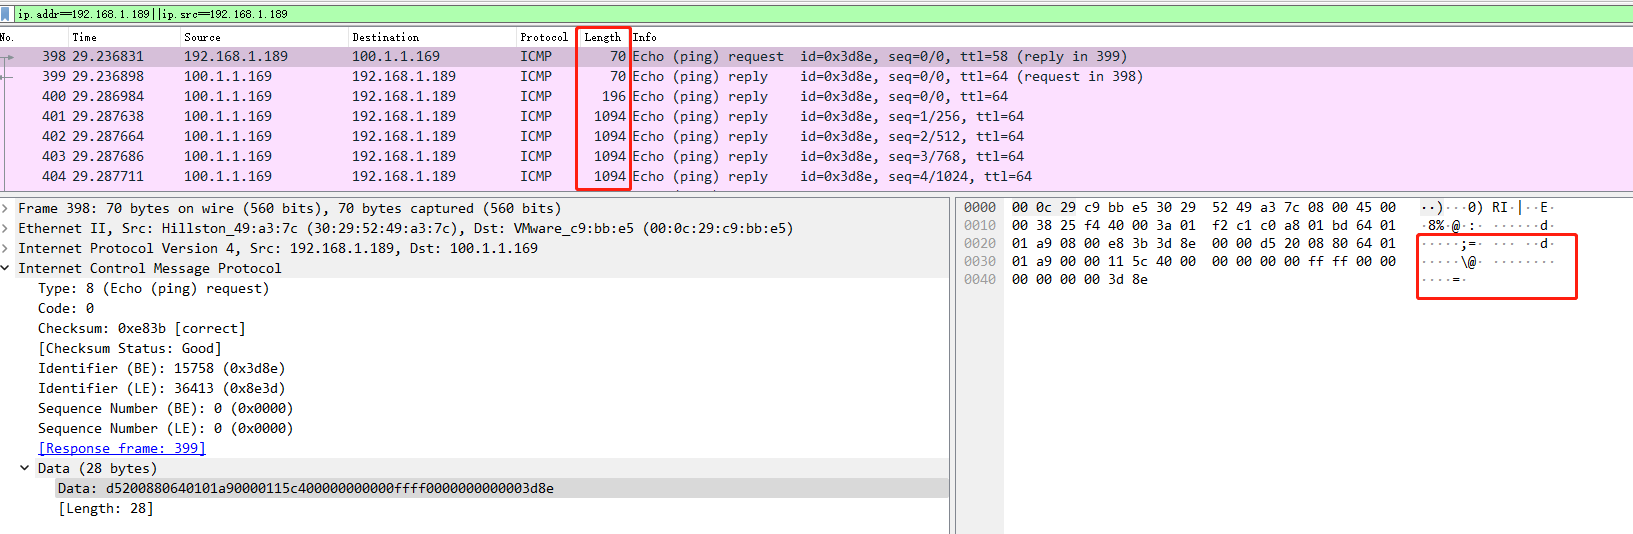 ip.addr==192.168.1.189||ip.src==192.168.1.189
No. Time Source Destination Protocol Length Info
398 29.236831 192.168.1.189 100.1.1.169 ICMP 70 Echo (ping) request id=0x3d8e, seq=0/0, ttl=58 (reply in 399)
399 29.236898 100.1.1.169 192.168.1.189 ICMP 70 Echo (ping) reply id=0x3d8e, seq=0/0, ttl=64 (request in 398)
400 29.286984 100.1.1.169 192.168.1.189 ICMP 196 Echo (ping) reply id=0x3d8e, seq=0/0, ttl=64
401 29.287638 100.1.1.169 192.168.1.189 ICMP 1094 Echo (ping) reply id=0x3d8e, seq=1/256, ttl=64
402 29.287664 100.1.1.169 192.168.1.189 ICMP 1094 Echo (ping) reply id=0x3d8e, seq=2/512, ttl=64
403 29.287686 100.1.1.169 192.168.1.189 ICMP 1094 Echo (ping) reply id=0x3d8e, seq=3/768, ttl=64
404 29.287711 100.1.1.169 192.168.1.189 ICMP 1094 Echo (ping) reply id=0x3d8e, seq=4/1024, ttl=64
Frame 398: 70 bytes on wire (560 bits), 70 bytes captured (560 bits)
Ethernet II, Src: Hillston_49:a3:7c (30:29:52:49:a3:7c), Dst: VMware_c9:bb:e5 (00:0c:29:c9:bb:e5)
Internet Protocol Version 4, Src: 192.168.1.189, Dst: 100.1.1.169
Internet Control Message Protocol
Type: 8 (Echo (ping) request)
Code: 0
Checksum: 0xe83b [correct]
[Checksum Status: Good]
Identifier (BE): 15758 (0x3d8e)
Identifier (LE): 36413 (0x8e3d)
Sequence Number (BE): 0 (0x0000)
Sequence Number (LE): 0 (0x0000)
[Response frame: 399]
Data (28 bytes)
Data: d5200880640101a90000115c400000000000ffff0000000000003d8e
[Length: 28]
0000 00 0c 29 c9 bb e5 30 29 52 49 a3 7c 08 00 45 00 ··)···0) RI·|··E·
0010 00 38 25 f4 40 00 3a 01 f2 c1 c0 a8 01 bd 64 01 ·8%·@·:· ······d·
0020 01 a9 08 00 e8 3b 3d 8e 00 00 d5 20 08 80 64 01 ·····;=· ··· ··d·
0030 01 a9 00 00 11 5c 40 00 00 00 00 00 ff ff 00 00 ·····\@· ········
0040 00 00 00 00 3d 8e ····=·